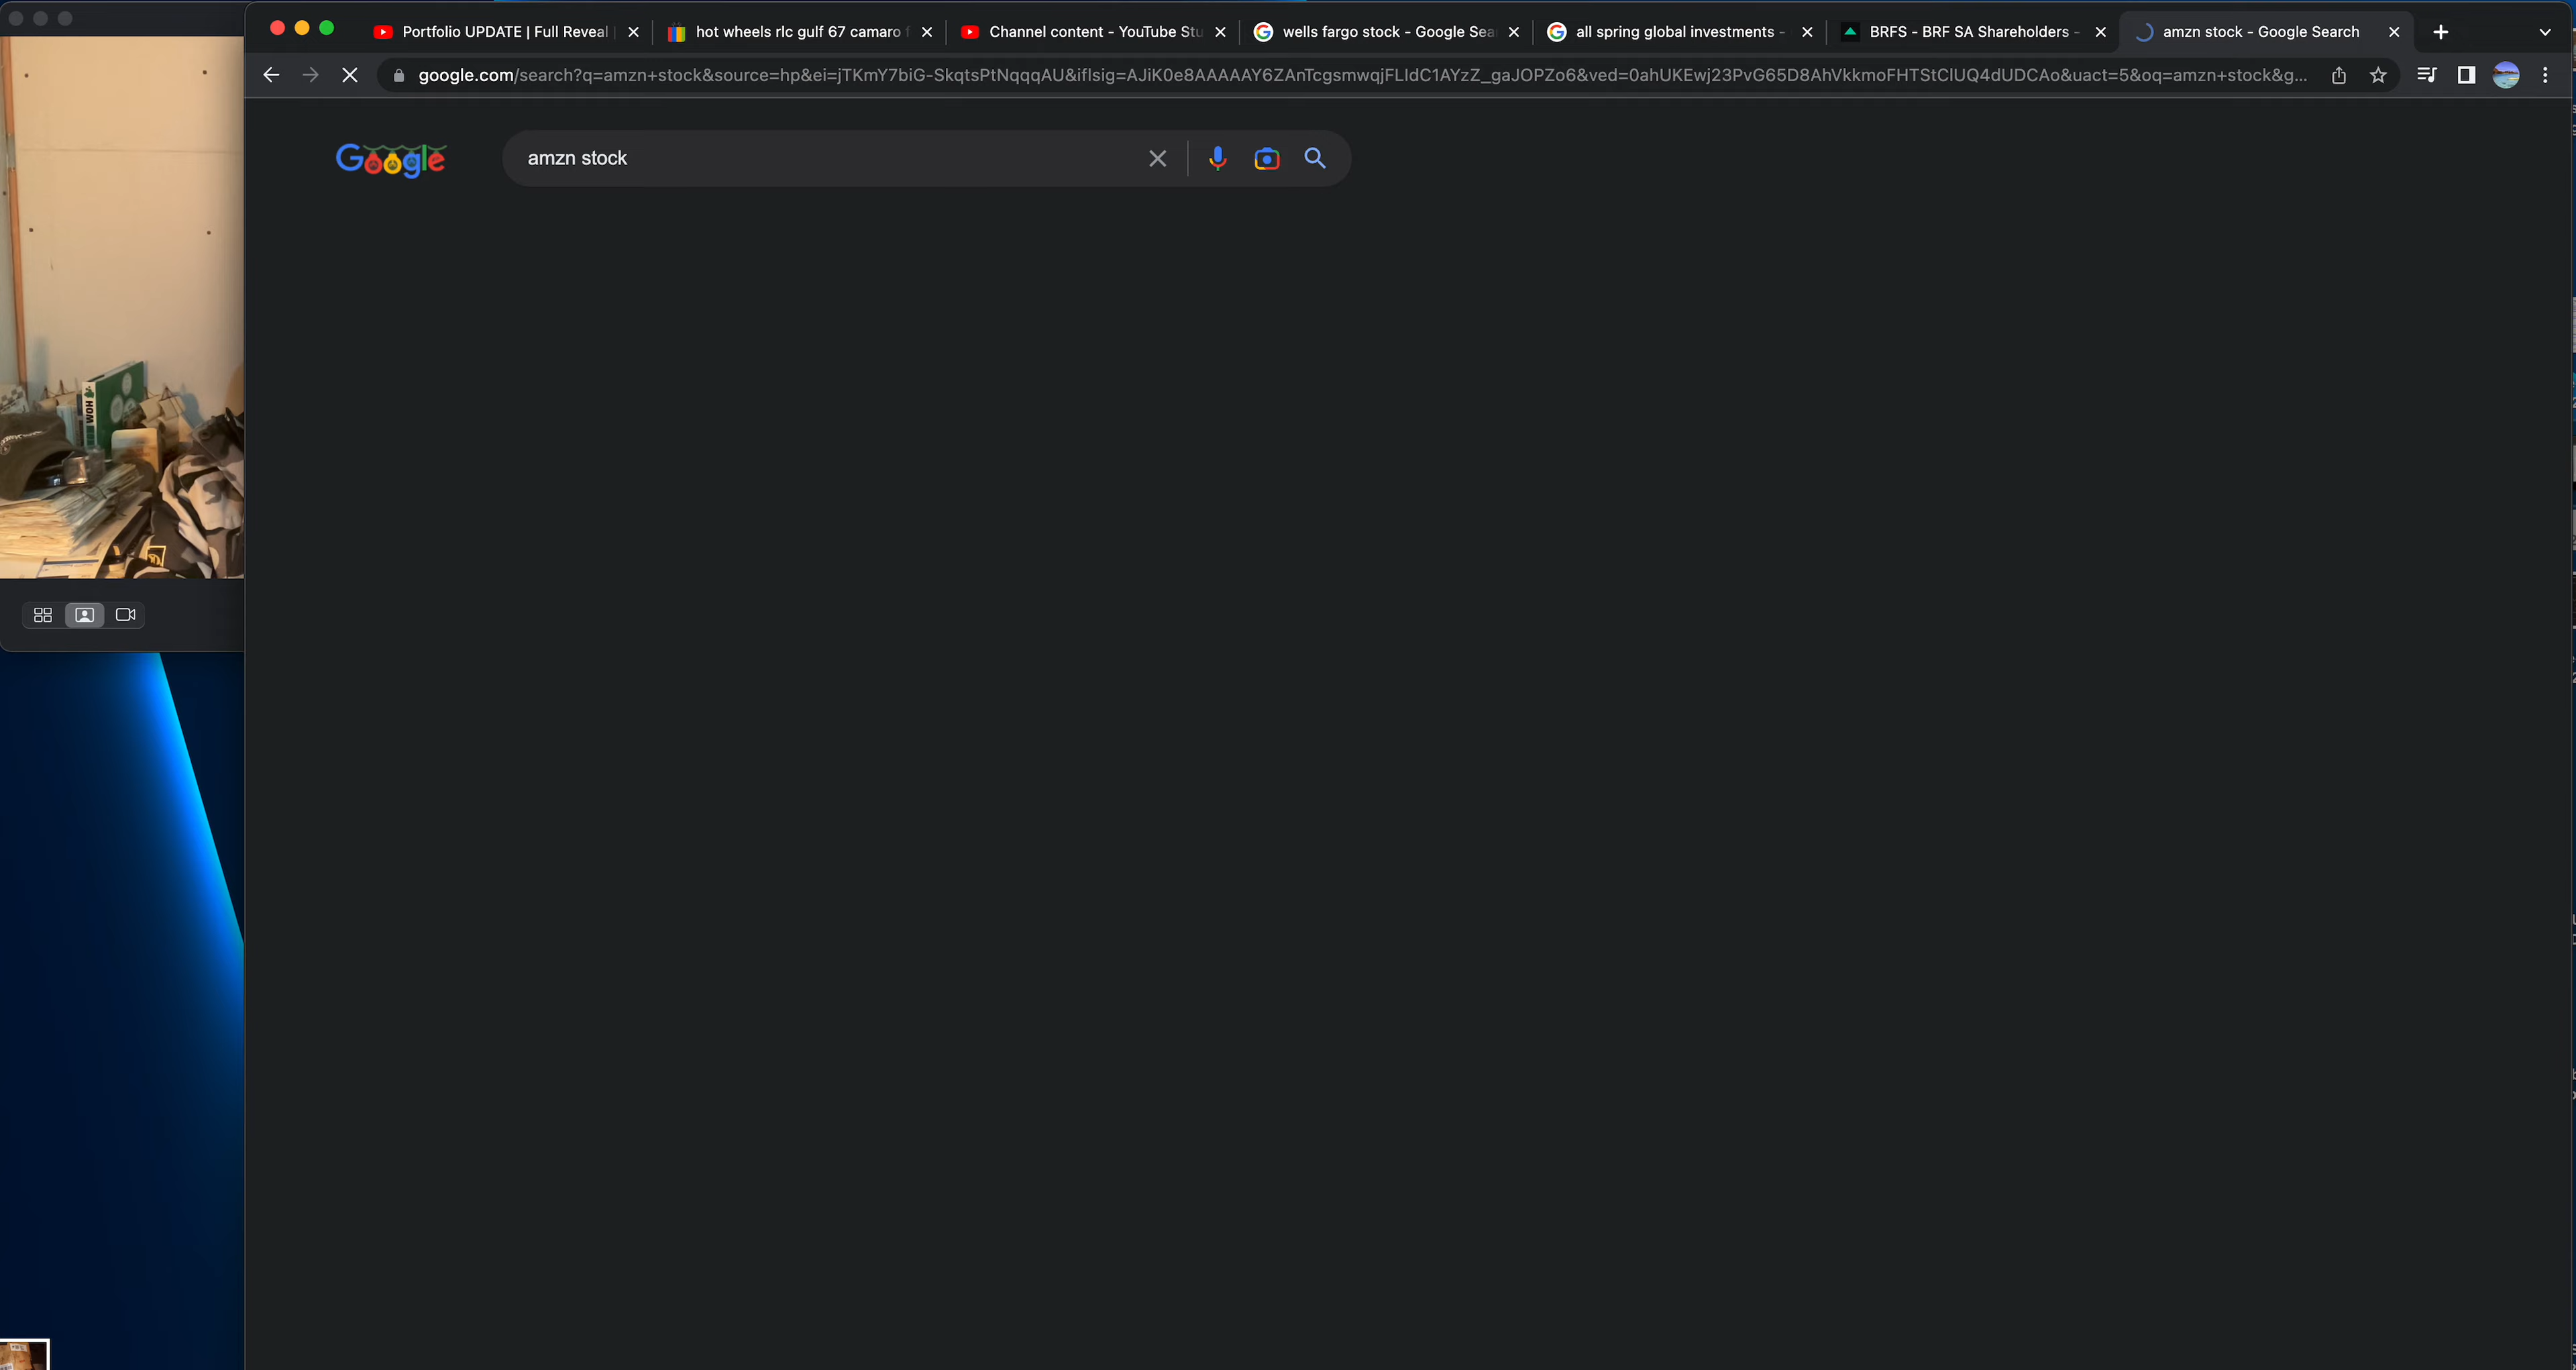 Portfolio UPDATE | Full Reveal |
hot wheels rlc gulf 67 camaro f
Channel content - YouTube Stu
wells fargo stock - Google Sea
all spring global investments -
BRFS - BRF SA Shareholders -
amzn stock - Google Search
google.com/search?q=amzn+stock&source=hp&ei=jTKmY7biG-SkqtsPtNqqqAU&iflsig=AJiK0e8AAAAAY6ZAnTcgsmwqjFLIdC1AYzZ_gaJOPZo6&ved=0ahUKEwj23PvG65D8AhVkkmoFHTStClUQ4dUDCAo&uact=5&oq=amzn+stock&g...
Google
amzn stock
HOW